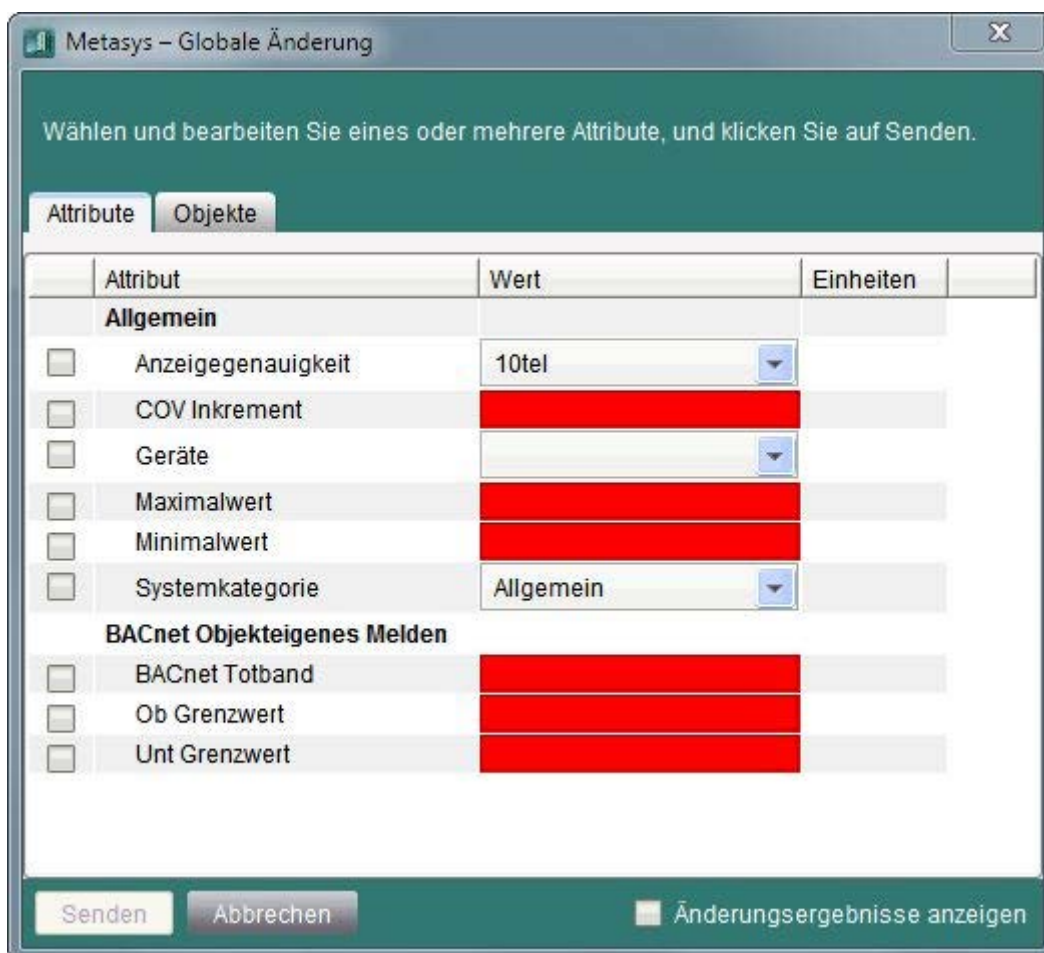 Metasys – Globale Änderung
Wählen und bearbeiten Sie eines oder mehrere Attribute, und klicken Sie auf Senden.
Attribute Objekte
Attribut Wert Einheiten
Allgemein
Anzeigegenauigkeit 10tel
COV Inkrement
Geräte
Maximalwert
Minimalwert
Systemkategorie Allgemein
BACnet Objekteigenes Melden
BACnet Totband
Ob Grenzwert
Unt Grenzwert
Senden Abbrechen Änderungsergebnisse anzeigen